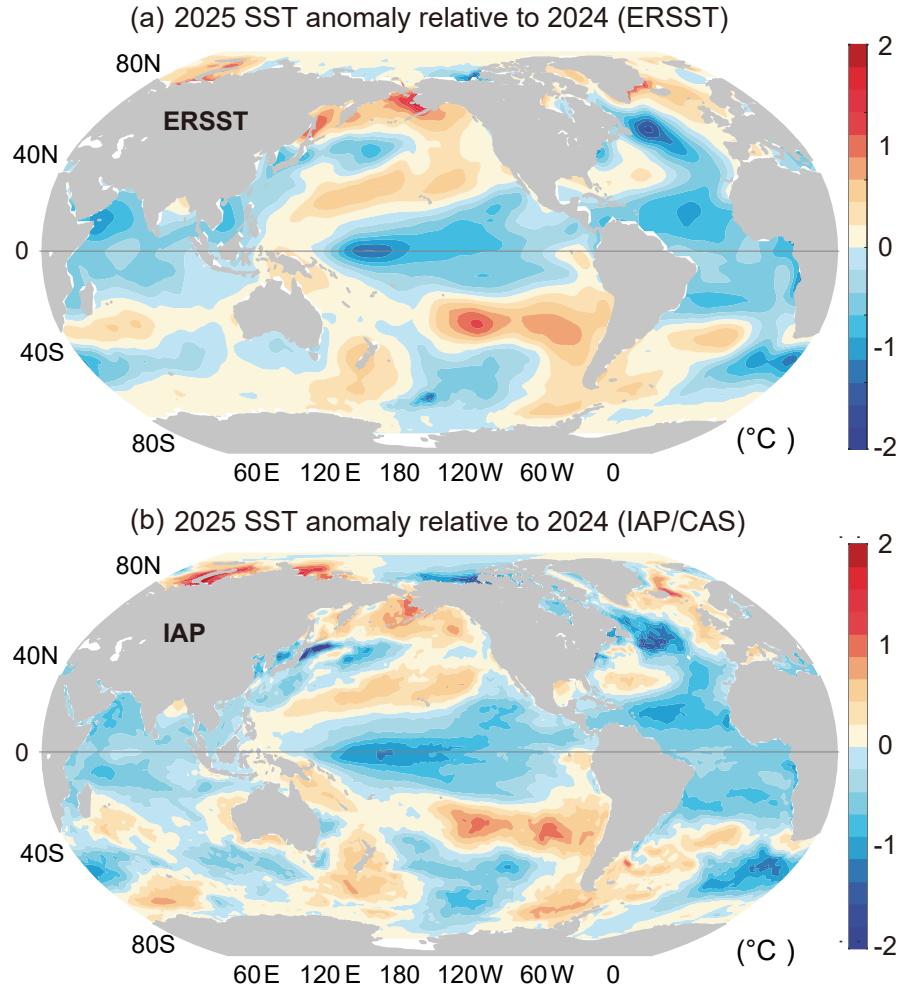 (a) 2025 SST anomaly relative to 2024 (ERSST)
80N
ERSST
40N
0
40S
80S
60E 120E 180 120W 60W 0
2
1
0
-1
-2
(°C )
(b) 2025 SST anomaly relative to 2024 (IAP/CAS)
80N
IAP
40N
0
40S
80S
60E 120E 180 120W 60W 0
2
1
0
-1
-2
(°C )